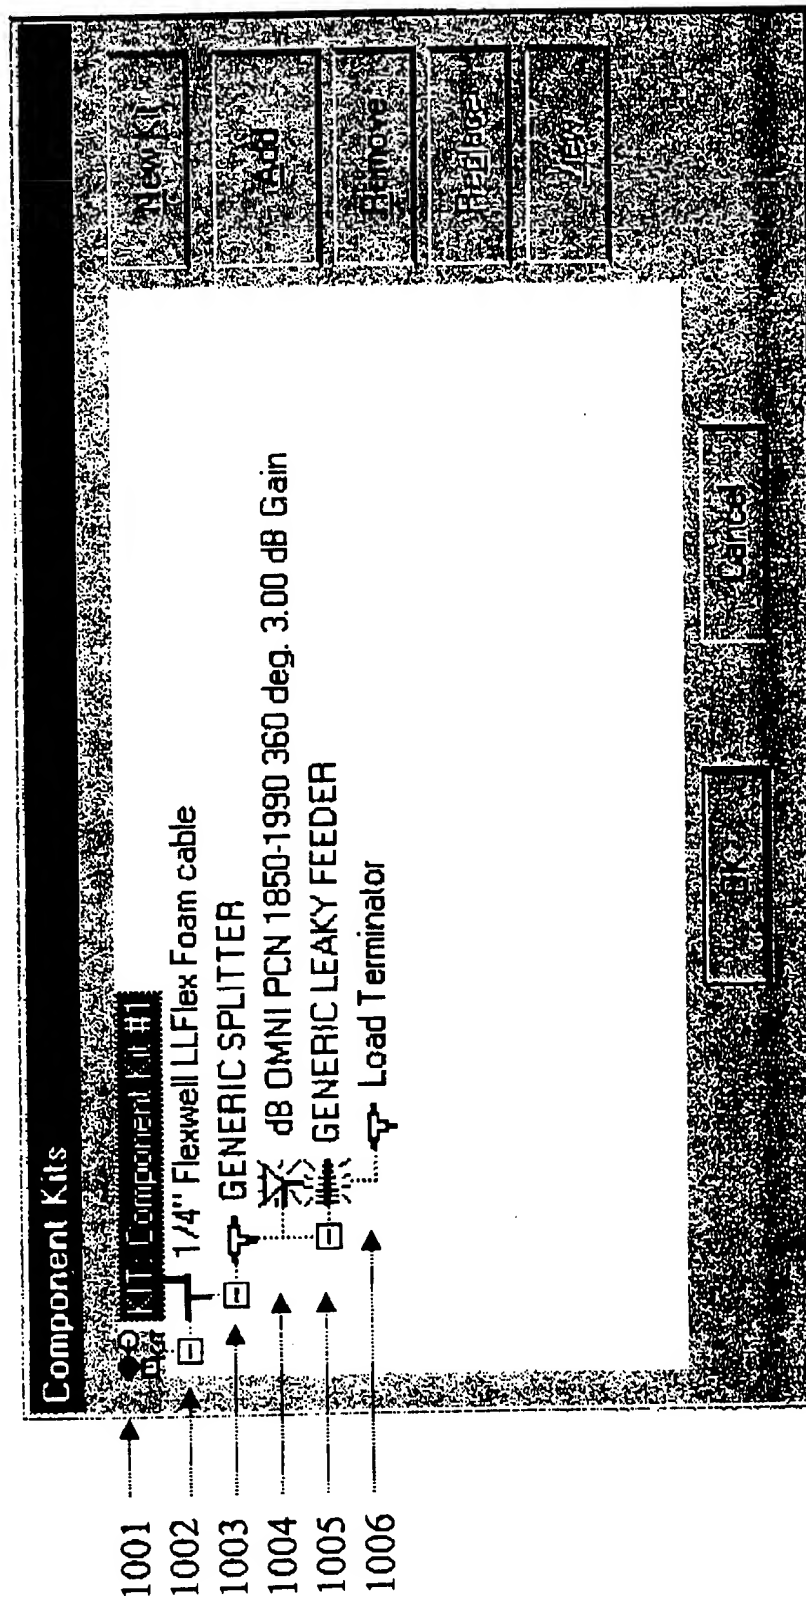 Component Kits
1001
KIT: Component Kit #1
1002
1/4" Flexwell LLFlex Foam cable
1003
GENERIC SPLITTER
1004
dB OMNI PCN 1850-1990 360 deg. 3.00 dB Gain
1005
GENERIC LEAKY FEEDER
1006
Load Terminator
New Kit
Add
Remove
Replace
View
OK
Cancel